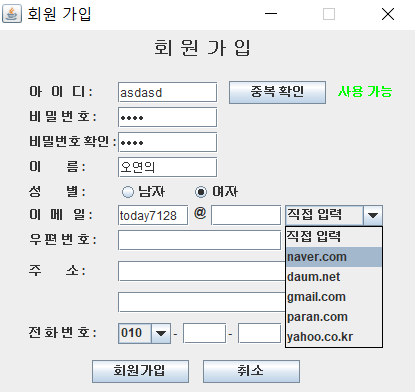 회원 가입
회 원 가 입
아 이 디 : asdasd 중복 확인 사용 가능
비 밀 번 호 : ••••
비밀번호 확인 : ••••
이 름 : 오연의
성 별 : 남자 여자
이 메 일 : today7128 @ 직접 입력
직접 입력
우 편 번 호 :
naver.com
주 소 :
daum.net
gmail.com
paran.com
전 화 번 호 : 010 - -
yahoo.co.kr
회원가입 취소